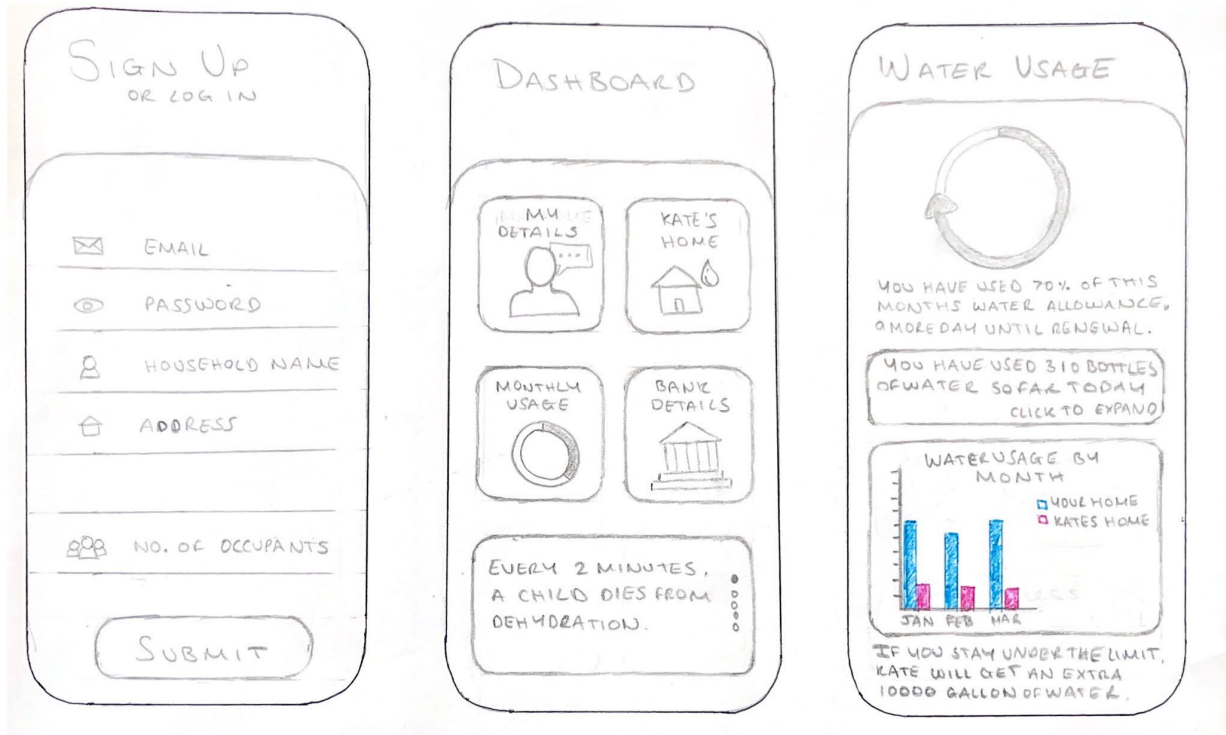 SIGN UP
OR LOG IN
EMAIL
PASSWORD
HOUSEHOLD NAME
ADDRESS
NO. OF OCCUPANTS
SUBMIT
DASHBOARD
MY
DETAILS
KATE'S
HOME
MONTHLY
USAGE
BANK
DETAILS
EVERY 2 MINUTES,
A CHILD DIES FROM
DEHYDRATION.
WATER USAGE
YOU HAVE USED 70% OF THIS
MONTHS WATER ALLOWANCE,
9 MORE DAY UNTIL RENEWAL.
YOU HAVE USED 310 BOTTLES
OF WATER SO FAR TODAY
CLICK TO EXPAND
WATER USAGE BY
MONTH
YOUR HOME
KATES HOME
JAN FEB MAR
IF YOU STAY UNDER THE LIMIT,
KATE WILL GET AN EXTRA
10000 GALLON OF WATER.